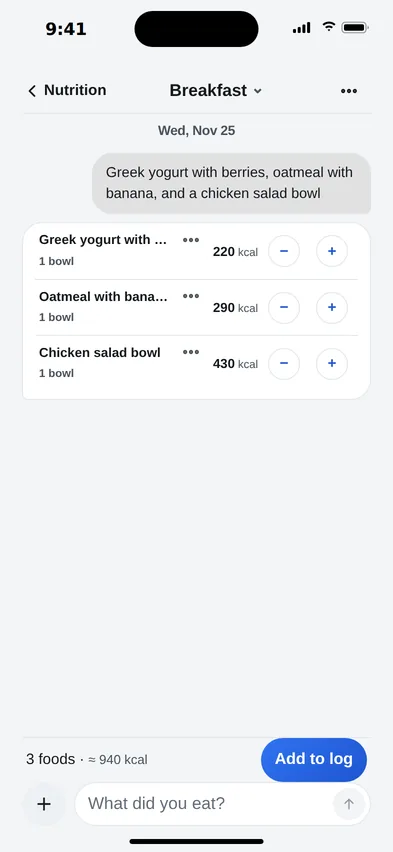 9:41
Nutrition
Breakfast
Wed, Nov 25
Greek yogurt with berries, oatmeal with
banana, and a chicken salad bowl
Greek yogurt with ...
220 kcal
1 bowl
Oatmeal with bana...
290 kcal
1 bowl
Chicken salad bowl
430 kcal
1 bowl
3 foods · ≈ 940 kcal
Add to log
What did you eat?